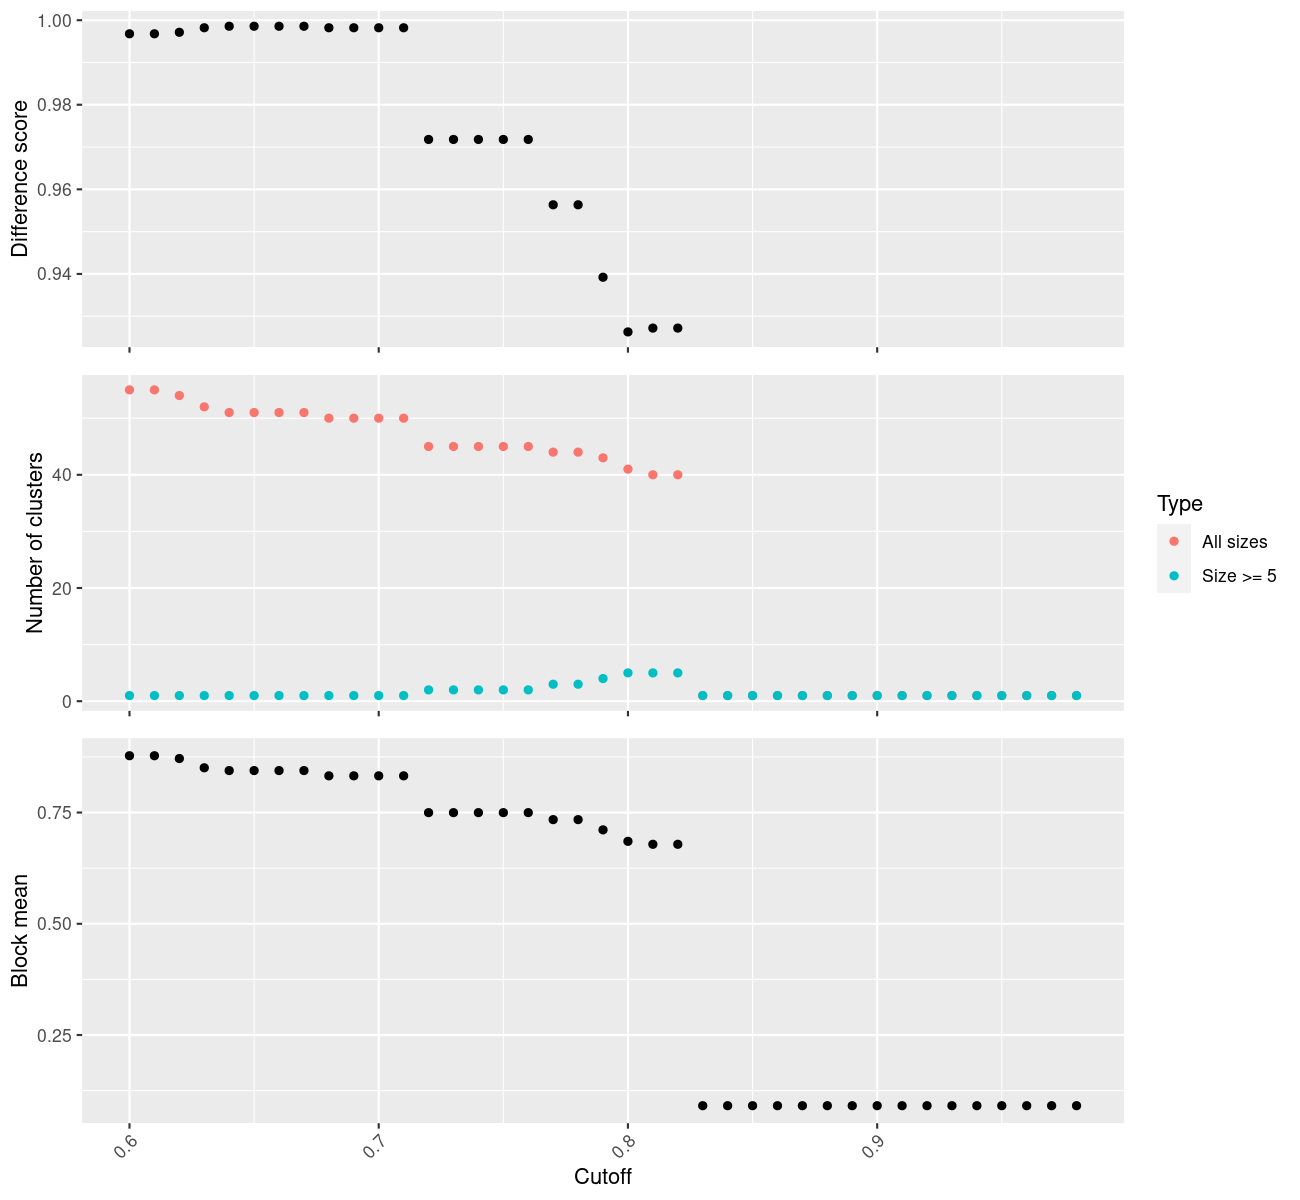 Difference score
1.00
0.98
0.96
0.94
Number of clusters
40
20
0
Type
All sizes
Size >= 5
Block mean
0.75
0.50
0.25
0.6
0.7
0.8
0.9
Cutoff